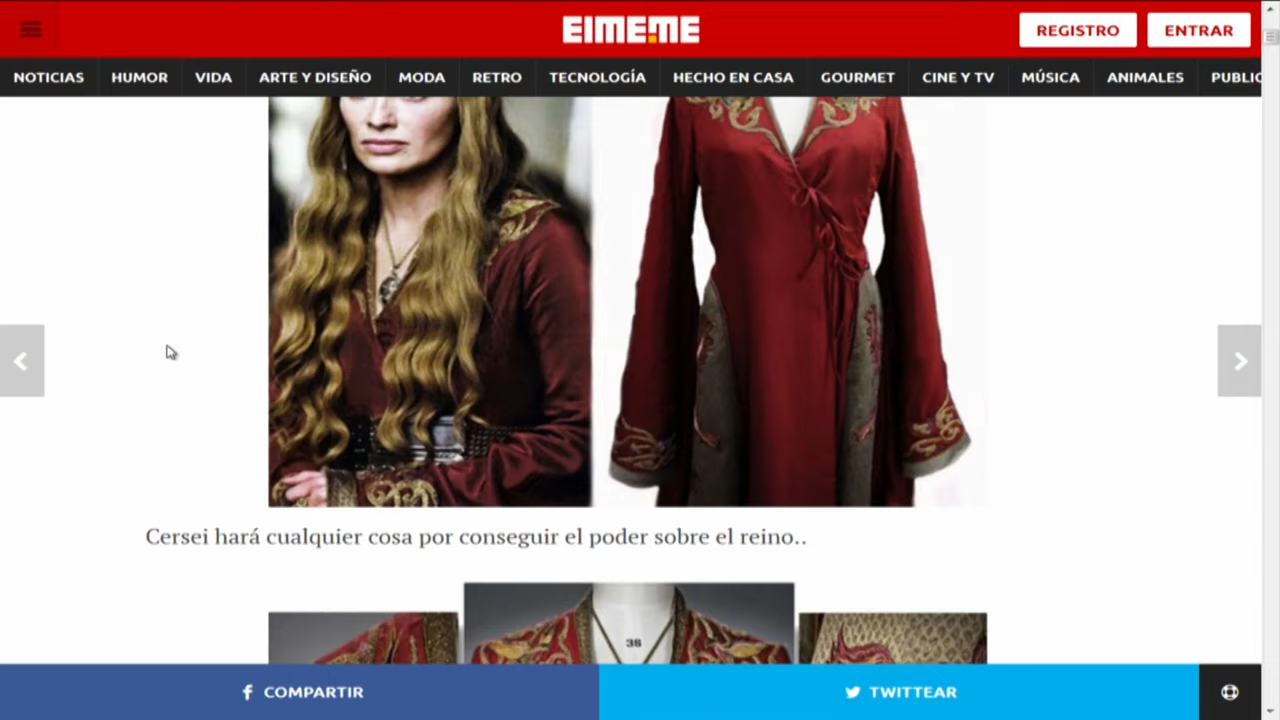 EIMEME
REGISTRO
ENTRAR
NOTICIAS
HUMOR
VIDA
ARTE Y DISEÑO
MODA
RETRO
TECNOLOGÍA
HECHO EN CASA
GOURMET
CINE Y TV
MÚSICA
ANIMALES
PUBLIC
Cersei hará cualquier cosa por conseguir el poder sobre el reino..
38
COMPARTIR
TWITTEAR